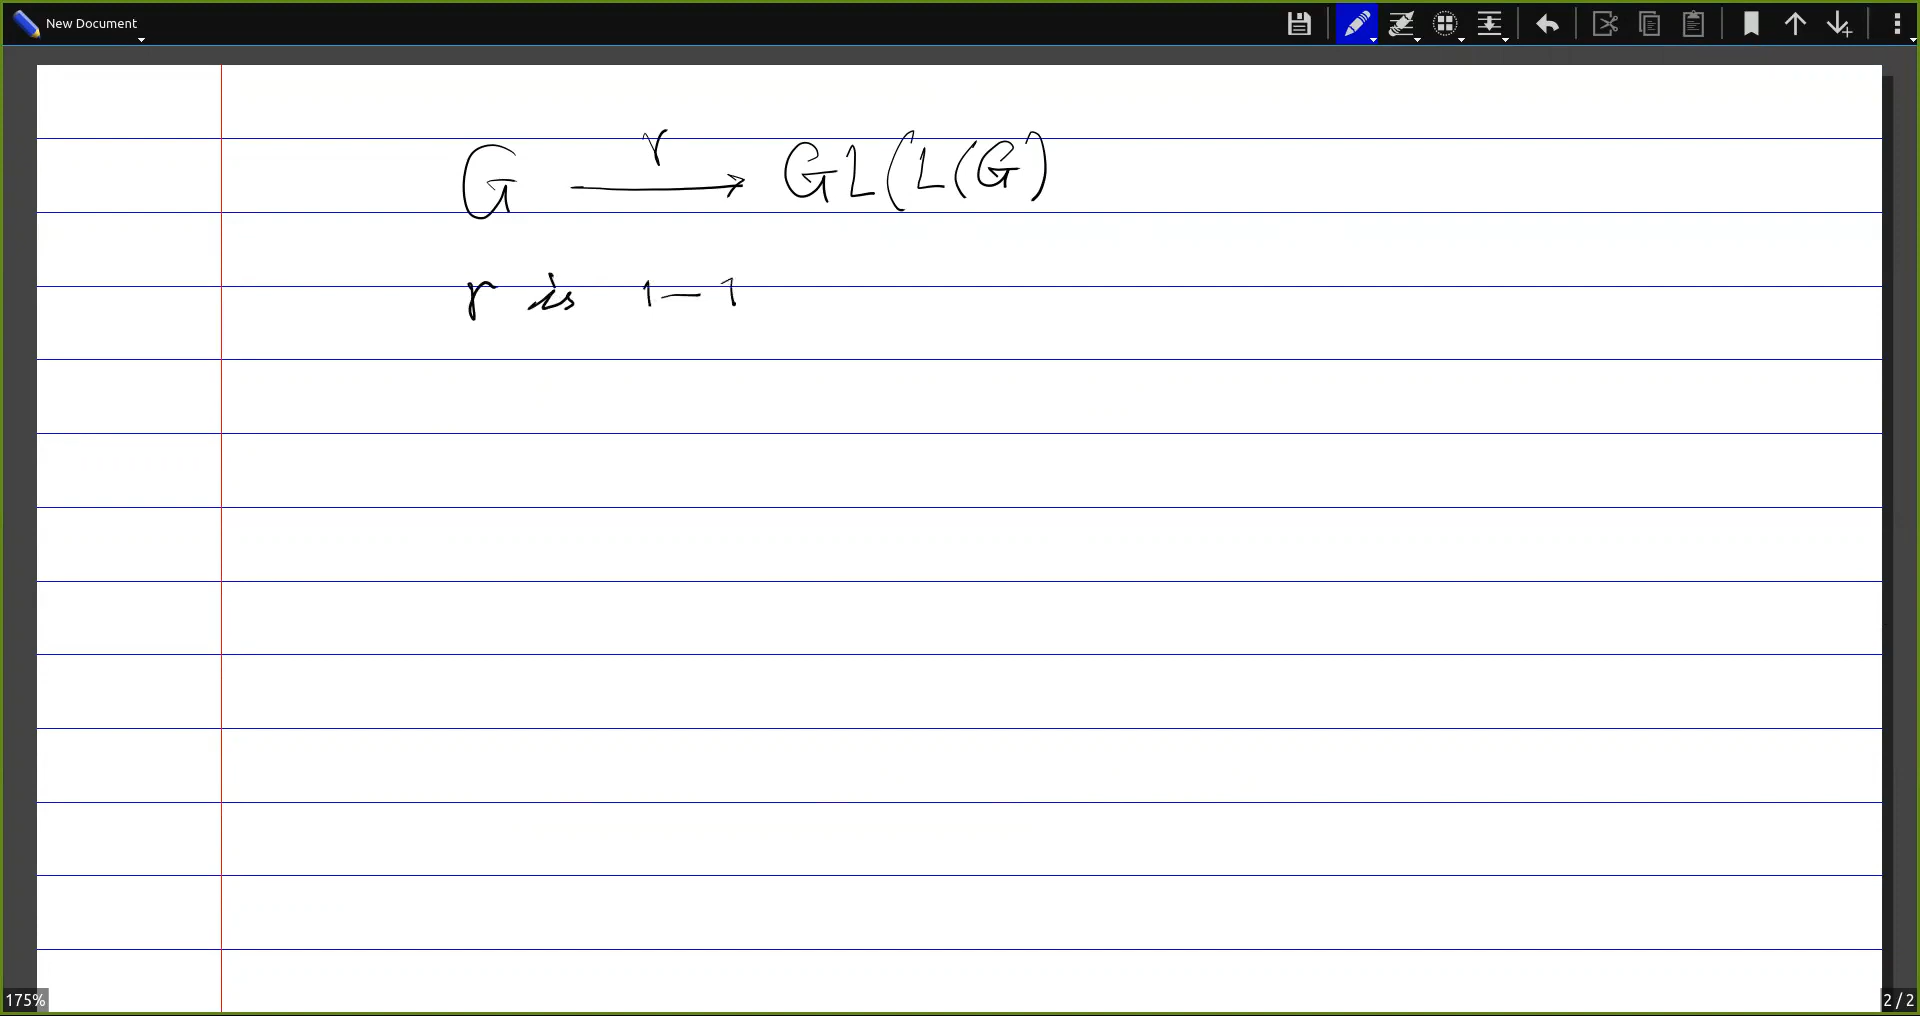 New Document
r
G ⟶ GL(L(G)
r is 1-1
175%
2 / 2